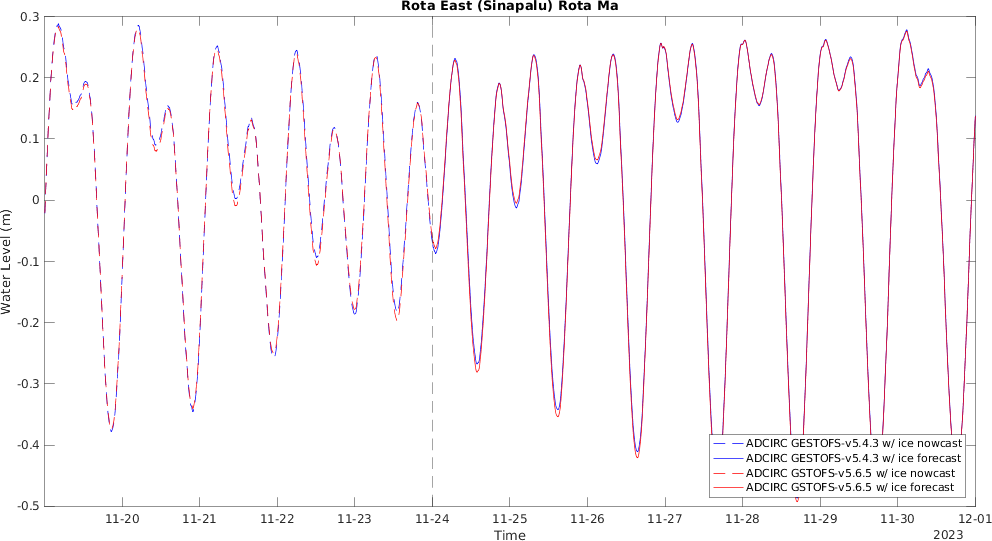 Rota East (Sinapalu) Rota Ma
0.3
0.2
0.1
0
-0.1
-0.2
-0.3
-0.4
-0.5
Water Level (m)
ADCIRC GESTOFS-v5.4.3 w/ ice nowcast
ADCIRC GESTOFS-v5.4.3 w/ ice forecast
ADCIRC GSTOFS-v5.6.5 w/ ice nowcast
ADCIRC GSTOFS-v5.6.5 w/ ice forecast
11-20 11-21 11-22 11-23 11-24 11-25 11-26 11-27 11-28 11-29 11-30 12-01
Time
2023